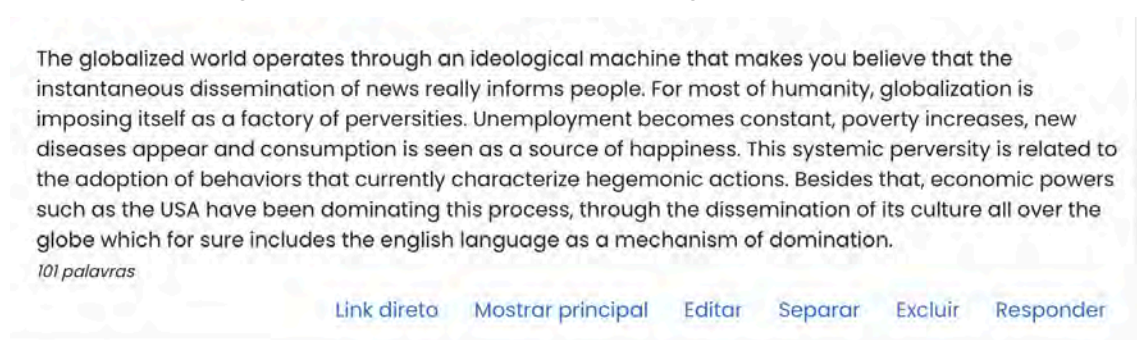 The globalized world operates through an ideological machine that makes you believe that the
instantaneous dissemination of news really informs people. For most of humanity, globalization is
imposing itself as a factory of perversities. Unemployment becomes constant, poverty increases, new
diseases appear and consumption is seen as a source of happiness. This systemic perversity is related to
the adoption of behaviors that currently characterize hegemonic actions. Besides that, economic powers
such as the USA have been dominating this process, through the dissemination of its culture all over the
globe which for sure includes the english language as a mechanism of domination.
101 palavras
Link direto Mostrar principal Editar Separar Excluir Responder